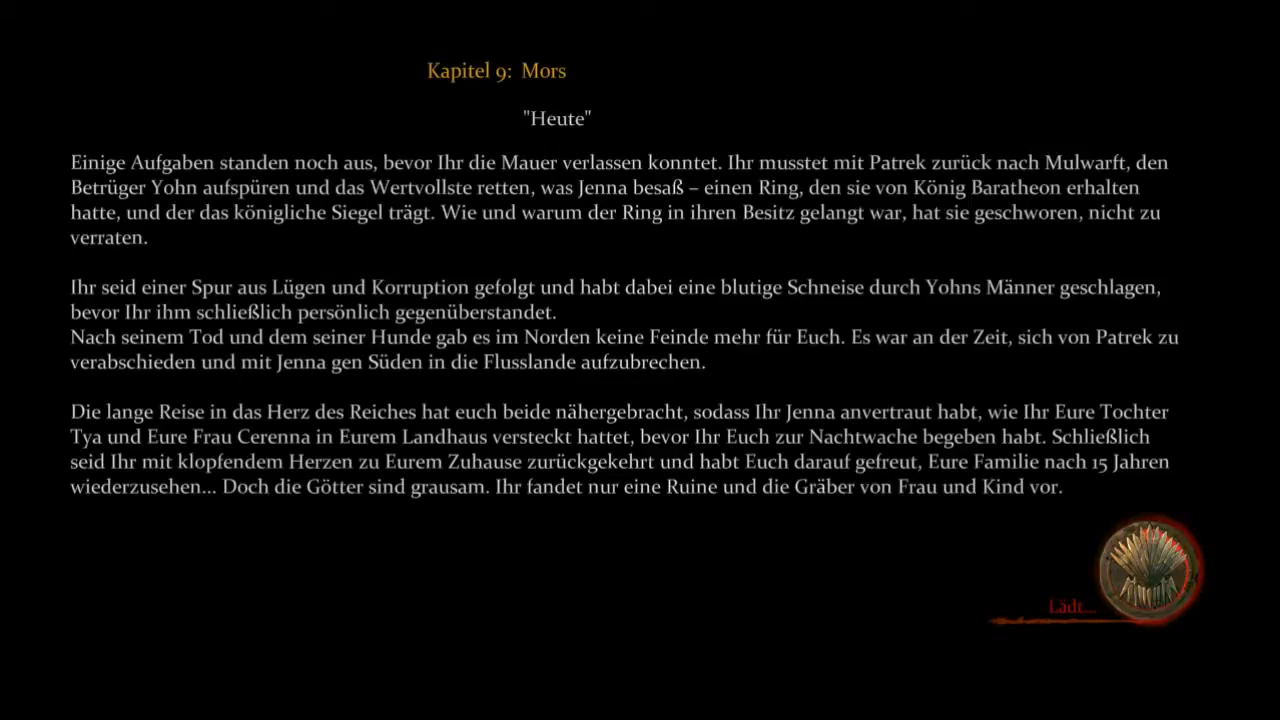 Kapitel 9: Mors
"Heute"
Einige Aufgaben standen noch aus, bevor Ihr die Mauer verlassen konntet. Ihr musstet mit Patrek zurück nach Mulwarft, den
Betrüger Yohn aufspüren und das Wertvollste retten, was Jenna besaß – einen Ring, den sie von König Baratheon erhalten
hatte, und der das königliche Siegel trägt. Wie und warum der Ring in ihren Besitz gelangt war, hat sie geschworen, nicht zu
verraten.
Ihr seid einer Spur aus Lügen und Korruption gefolgt und habt dabei eine blutige Schneise durch Yohns Männer geschlagen,
bevor Ihr ihm schließlich persönlich gegenüberstandet.
Nach seinem Tod und dem seiner Hunde gab es im Norden keine Feinde mehr für Euch. Es war an der Zeit, sich von Patrek zu
verabschieden und mit Jenna gen Süden in die Flusslande aufzubrechen.
Die lange Reise in das Herz des Reiches hat euch beide nähergebracht, sodass Ihr Jenna anvertraut habt, wie Ihr Eure Tochter
Tya und Eure Frau Cerenna in Eurem Landhaus versteckt hattet, bevor Ihr Euch zur Nachtwache begeben habt. Schließlich
seid Ihr mit klopfendem Herzen zu Eurem Zuhause zurückgekehrt und habt Euch darauf gefreut, Eure Familie nach 15 Jahren
wiederzusehen... Doch die Götter sind grausam. Ihr fandet nur eine Ruine und die Gräber von Frau und Kind vor.
Lädt...